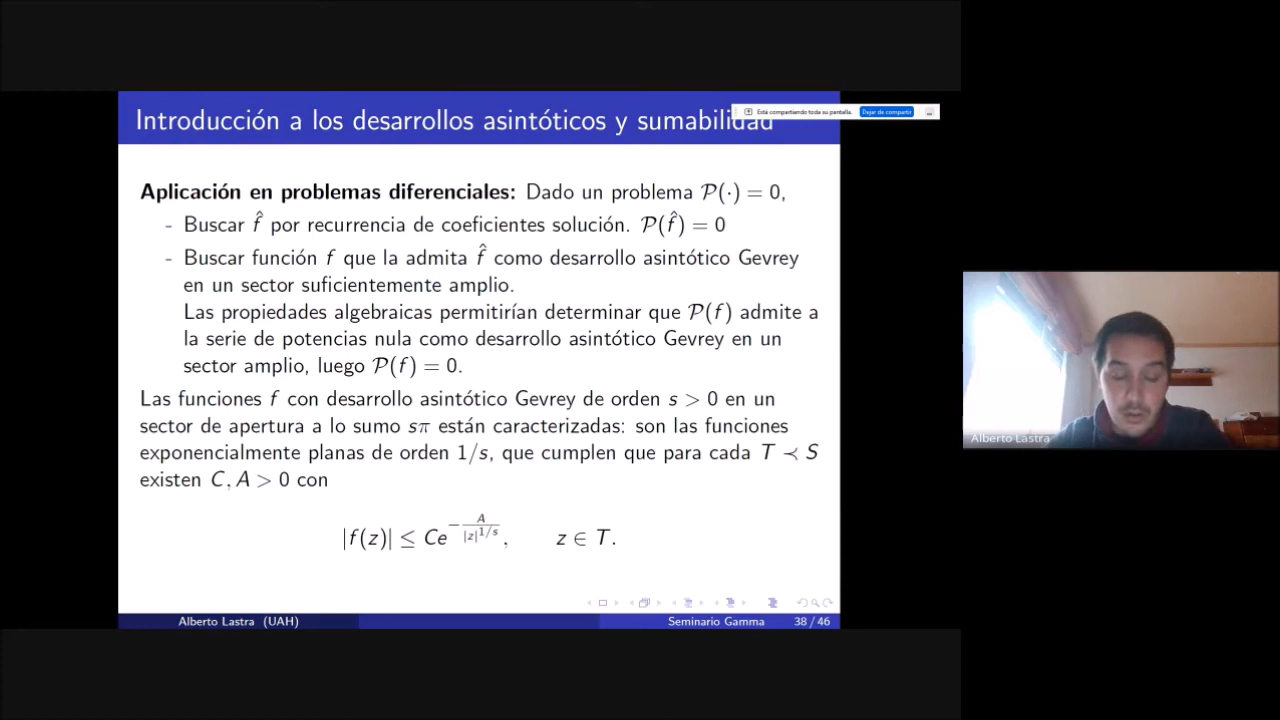 Introducción a los desarrollos asintóticos y sumabilidad
Está compartiendo toda su pantalla. Dejar de compartir
Aplicación en problemas diferenciales: Dado un problema 𝒫(·) = 0,
- Buscar f̂ por recurrencia de coeficientes solución. 𝒫(f̂) = 0
- Buscar función f que la admita f̂ como desarrollo asintótico Gevrey
en un sector suficientemente amplio.
Las propiedades algebraicas permitirían determinar que 𝒫(f) admite a
la serie de potencias nula como desarrollo asintótico Gevrey en un
sector amplio, luego 𝒫(f) = 0.
Las funciones f con desarrollo asintótico Gevrey de orden s > 0 en un
sector de apertura a lo sumo sπ están caracterizadas: son las funciones
exponencialmente planas de orden 1/s, que cumplen que para cada T ≺ S
existen C, A > 0 con
|f(z)| ≤ Ce^{-A/|z|^{1/s}}, z ∈ T.
Alberto Lastra (UAH) Seminario Gamma 38 / 46
Alberto Lastra